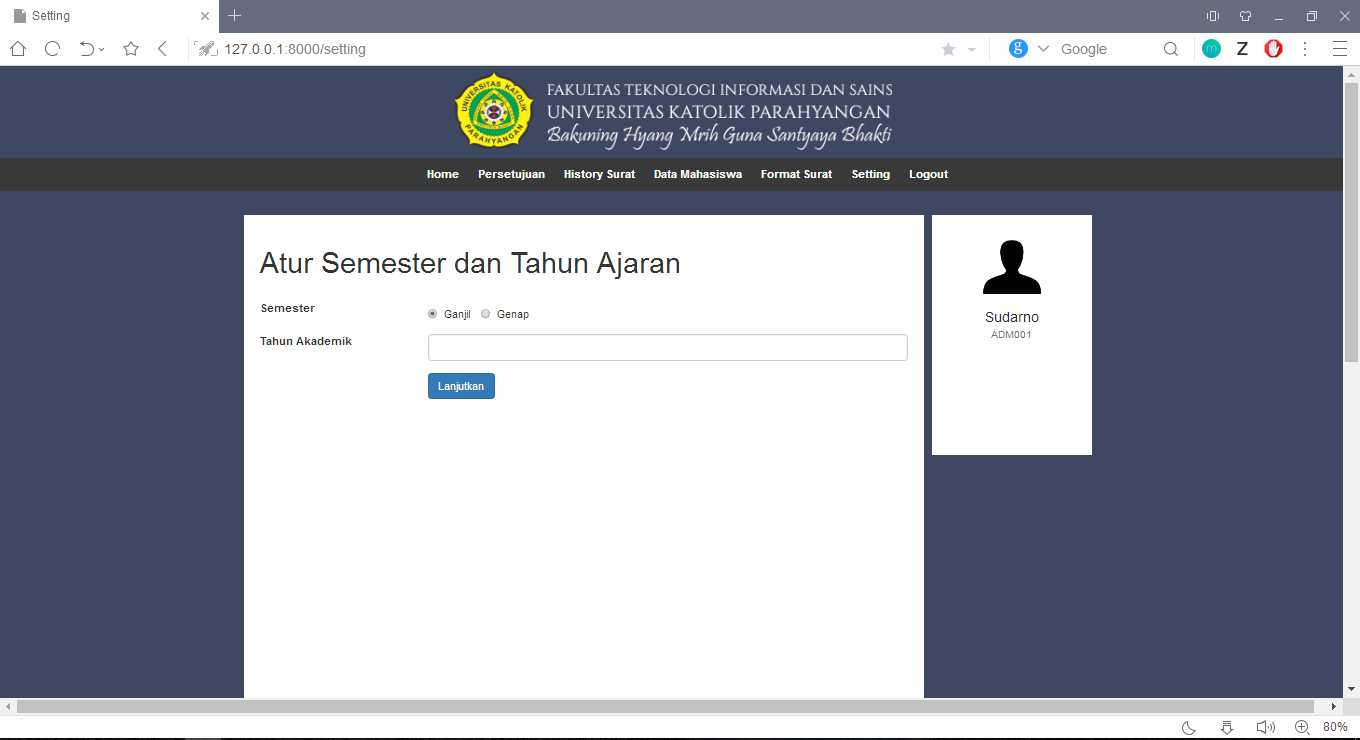 Setting
127.0.0.1:8000/setting
g
Google
m
Z
UNIVERSITAS KATOLIK
PARAHYANGAN
FAKULTAS TEKNOLOGI INFORMASI DAN SAINS
UNIVERSITAS KATOLIK PARAHYANGAN
Bakuning Hyang Mrih Guna Santyaya Bhakti
Home Persetujuan History Surat Data Mahasiswa Format Surat Setting Logout
Atur Semester dan Tahun Ajaran
Semester
Ganjil Genap
Tahun Akademik
Lanjutkan
Sudarno
ADM001
80%